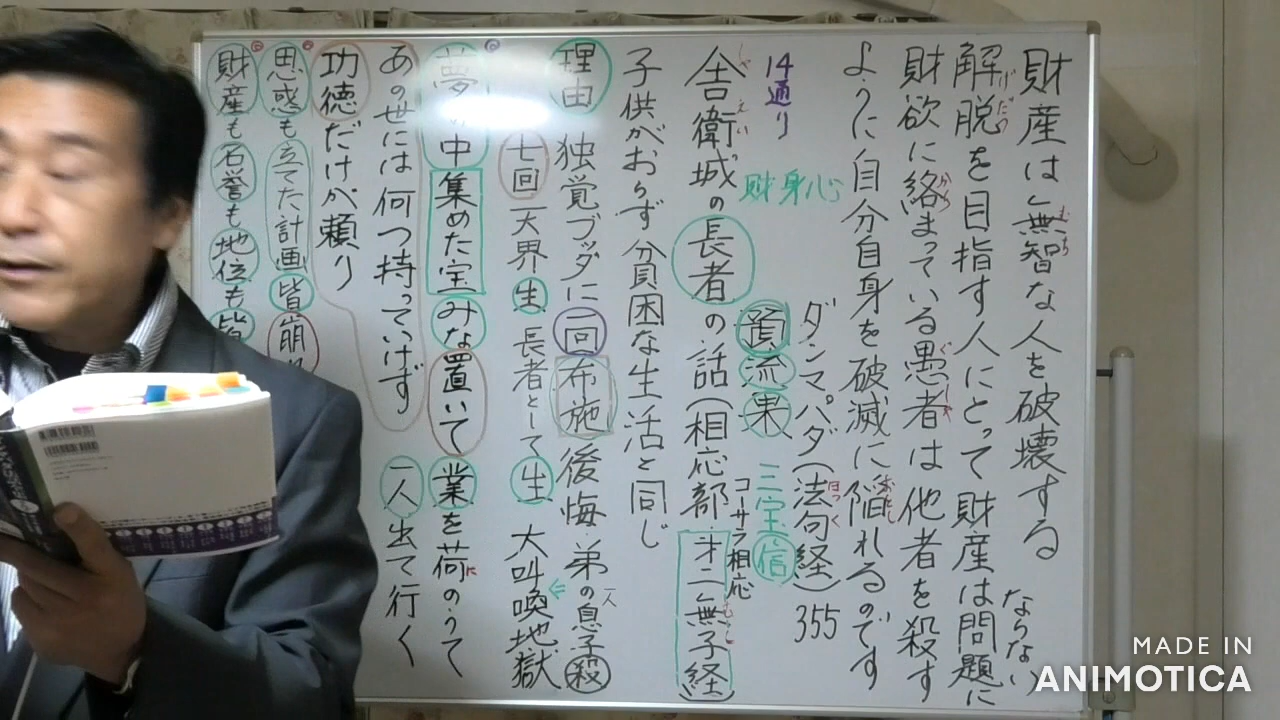 財産は無智な人を破壊する
解脱を目指す人にとって財産は問題に
ならない
財欲に絡まっている愚者は他者を殺す
ように自分自身を破滅に陥れるのです
ダンマパダ(法句経)355
14通り
財身心
預流果
三宝信
舎衛城の長者の話(相応部
コーサラ相応
才二無子経)
子供がおらず貧困な生活と同じ
理由 独覚ブッダに一回布施後悔・弟の一人息子殺
七回 天界生 長者として生 大叫喚地獄
夢 中 集めた宝みな置いて業を荷のうて
あの世には何つ持っていけず 一人出て行く
功徳だけが頼り
思惑も立てた計画皆崩
財産も名誉も地位も皆
MADE IN
ANIMOTICA